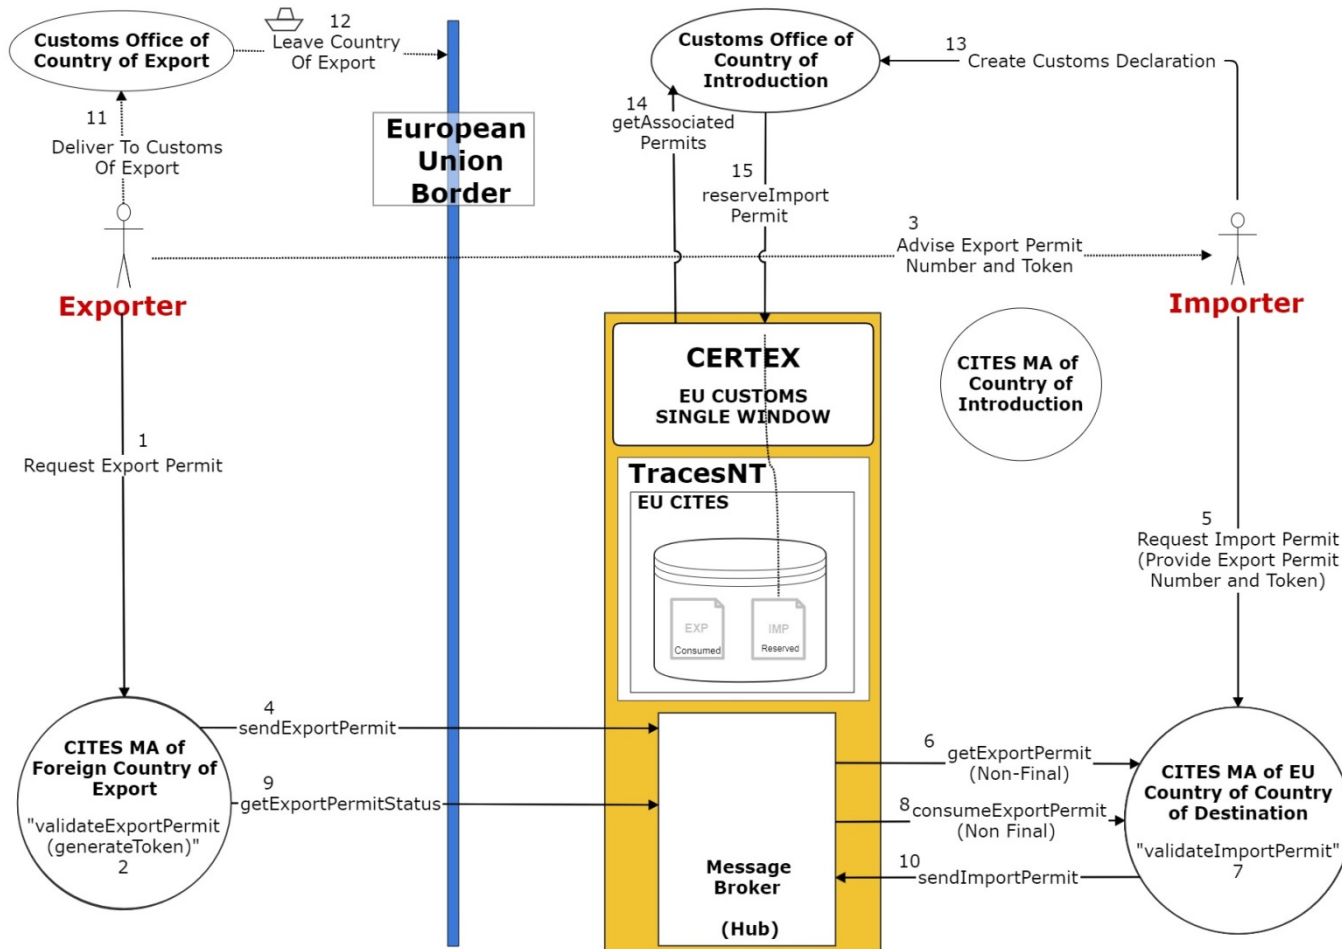 Customs Office of
Country of Export
12
Leave Country
Of Export
11
Deliver To Customs
Of Export
European
Union
Border
Customs Office of
Country of
Introduction
13
Create Customs Declaration
14
getAssociated
Permits
15
reserveImport
Permit
3
Advise Export Permit
Number and Token
Exporter
Importer
1
Request Export Permit
CERTEX
EU CUSTOMS
SINGLE WINDOW
CITES MA of
Country of
Introduction
TracesNT
EU CITES
EXP
Consumed
IMP
Reserved
5
Request Import Permit
(Provide Export Permit
Number and Token)
CITES MA of
Foreign Country of
Export
"validateExportPermit
(generateToken)"
2
4
sendExportPermit
9
getExportPermitStatus
Message
Broker
(Hub)
6
getExportPermit
(Non-Final)
8
consumeExportPermit
(Non Final)
10
sendImportPermit
CITES MA of EU
Country of Country
of Destination
"validateImportPermit"
7